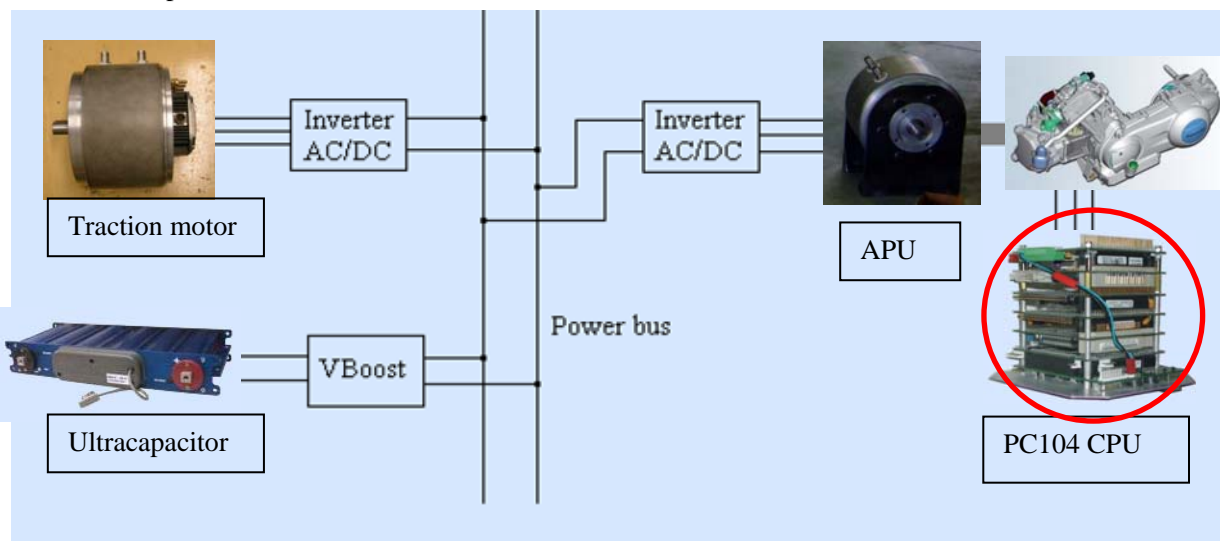 Inverter
AC/DC
Inverter
AC/DC
Traction motor
APU
Power bus
VBoost
Ultracapacitor
PC104 CPU